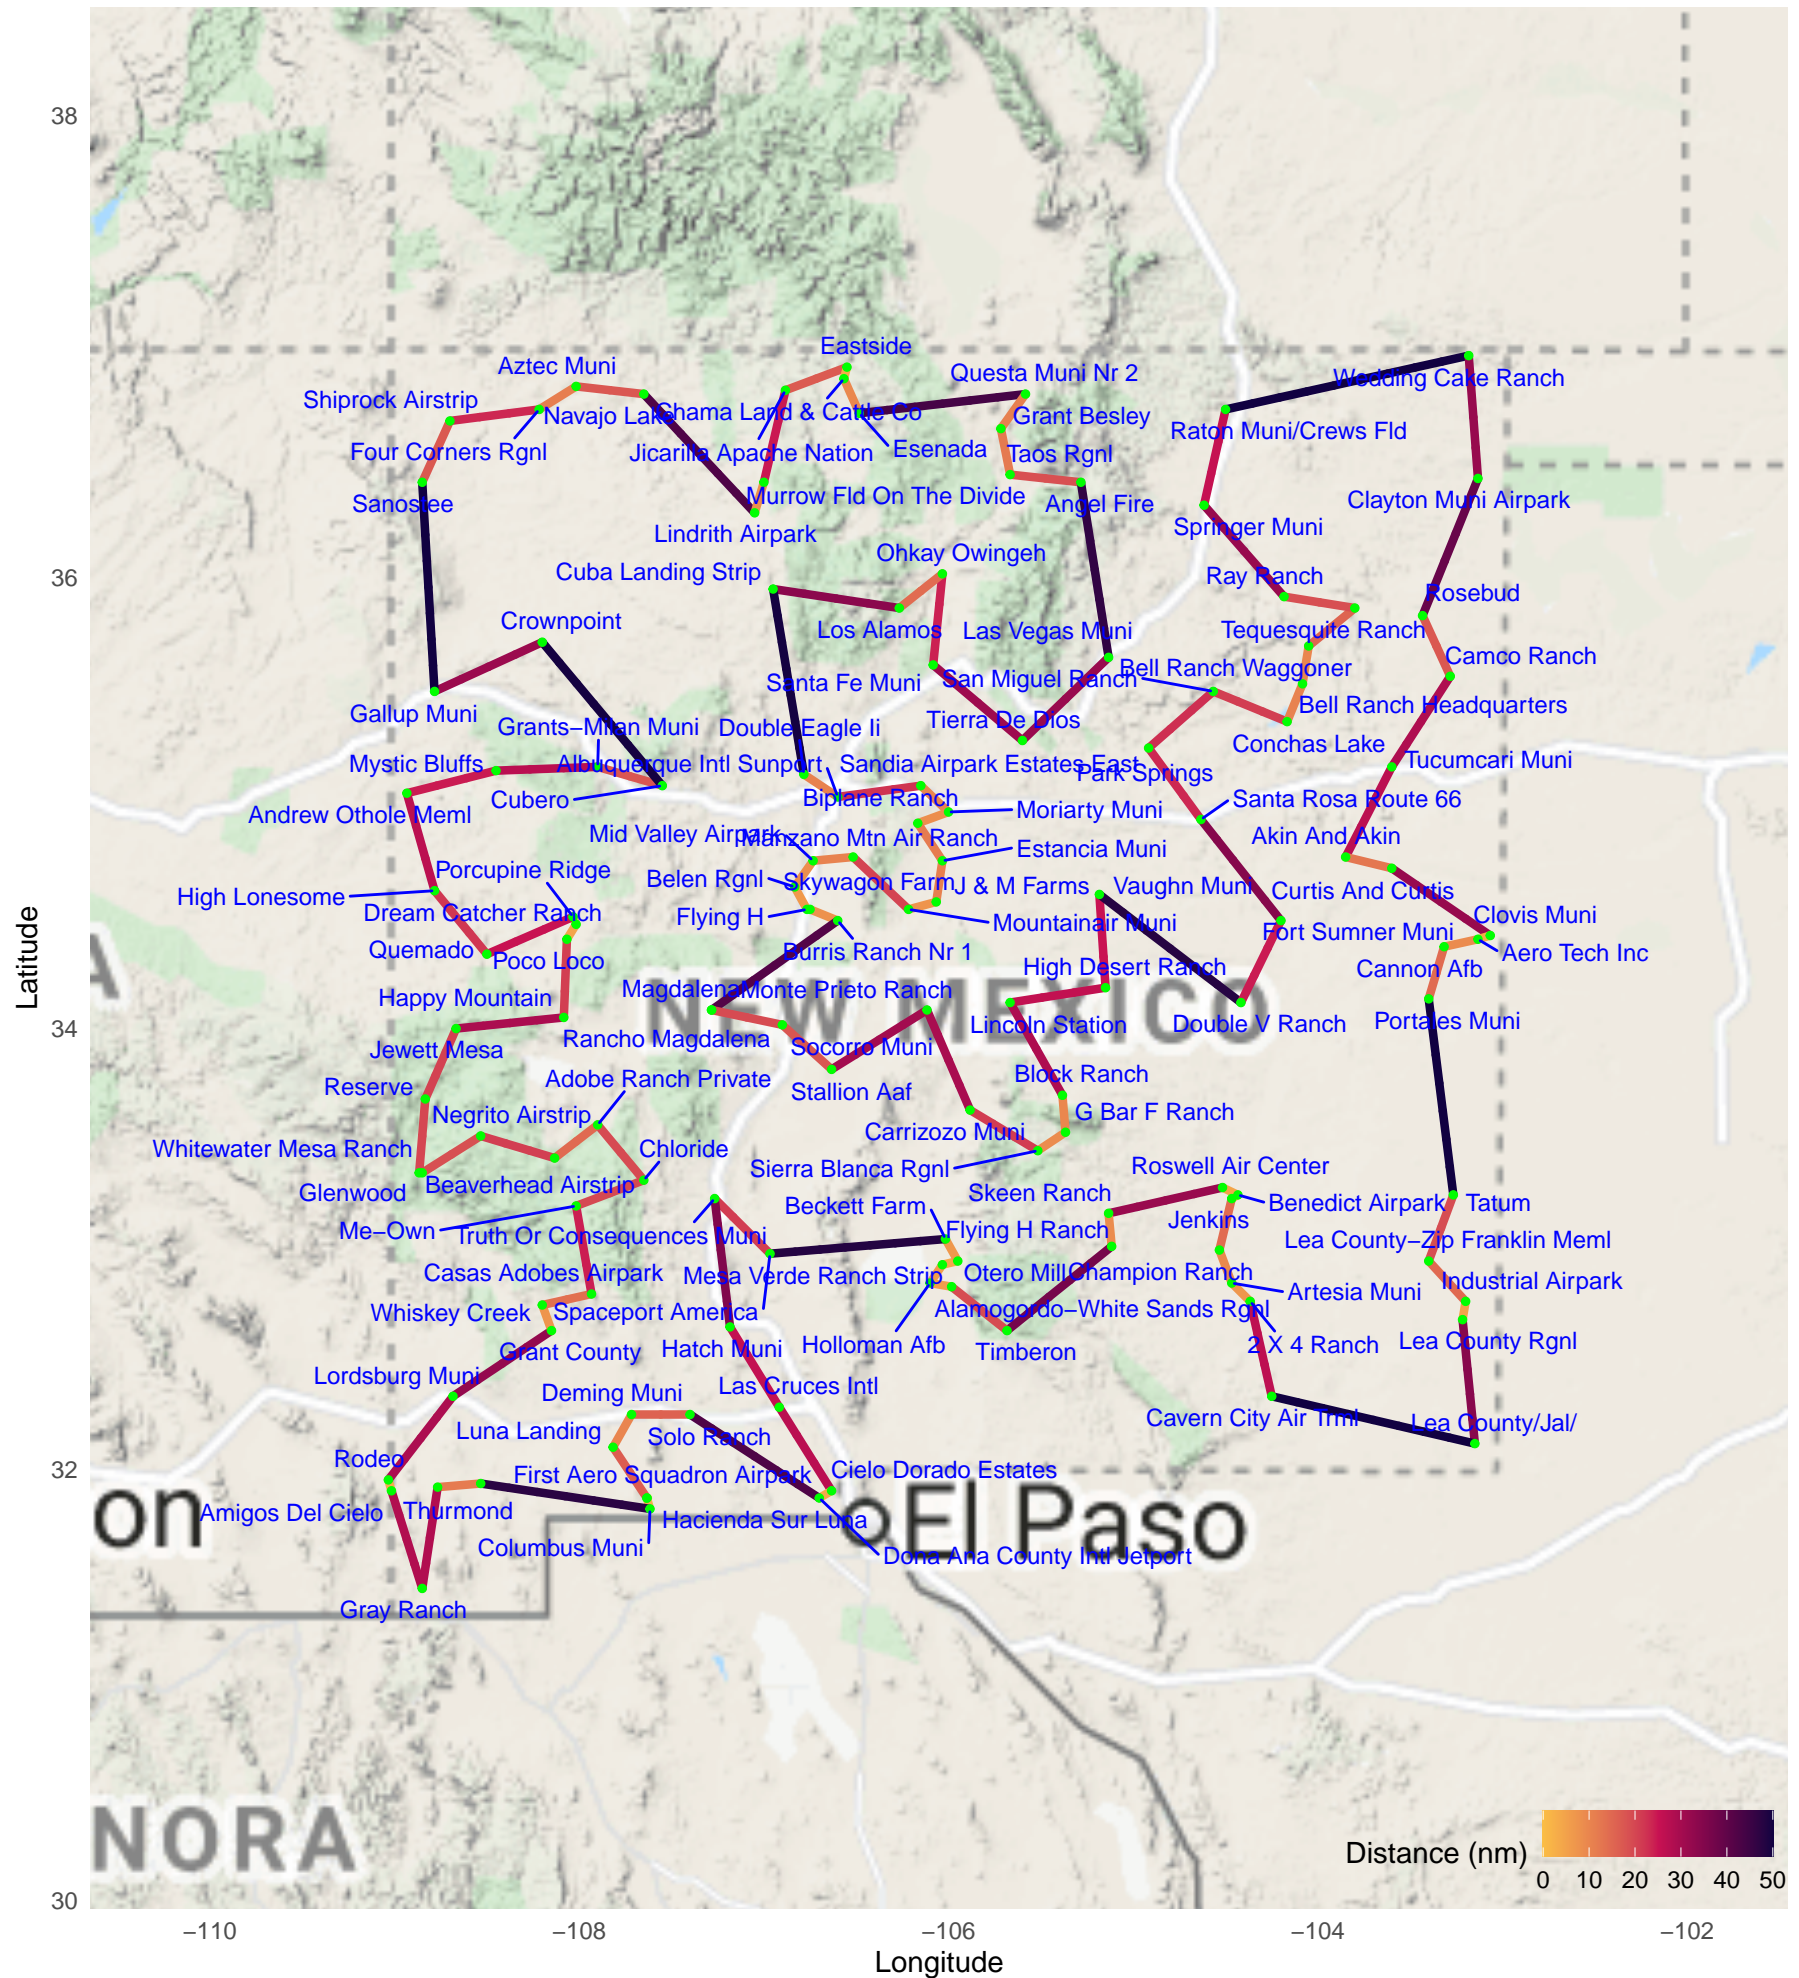 38
Eastside
Aztec Muni
Questa Muni Nr 2
Wedding Cake Ranch
Shiprock Airstrip
Navajo Lake
Chama Land & Cattle Co
Grant Besley
Raton Muni/Crews Fld
Four Corners Rgnl
Jicarilla Apache Nation
Esenada
Taos Rgnl
Sanostee
Murrow Fld On The Divide
Angel Fire
Clayton Muni Airpark
Lindrith Airpark
Springer Muni
Cuba Landing Strip
Ohkay Owingeh
36
Ray Ranch
Rosebud
Crownpoint
Los Alamos
Las Vegas Muni
Tequesquite Ranch
Camco Ranch
Santa Fe Muni
San Miguel Ranch
Bell Ranch Waggoner
Gallup Muni
Grants−Milan Muni
Double Eagle Ii
Tierra De Dios
Bell Ranch Headquarters
Conchas Lake
Mystic Bluffs
Albuquerque Intl Sunport
Sandia Airpark Estates East
Park Springs
Tucumcari Muni
Cubero
Biplane Ranch
Moriarty Muni
Santa Rosa Route 66
Andrew Othole Meml
Mid Valley Airpark
Manzano Mtn Air Ranch
Estancia Muni
Akin And Akin
Porcupine Ridge
Belen Rgnl
Skywagon Farm
J & M Farms
Vaughn Muni
Curtis And Curtis
High Lonesome
Dream Catcher Ranch
Flying H
Mountainair Muni
Fort Sumner Muni
Clovis Muni
Quemado
Poco Loco
Burris Ranch Nr 1
High Desert Ranch
Cannon Afb
Aero Tech Inc
Happy Mountain
Magdalena
Monte Prieto Ranch
NEW MEXICO
34
Jewett Mesa
Rancho Magdalena
Socorro Muni
Lincoln Station
Double V Ranch
Portales Muni
Reserve
Adobe Ranch Private
Stallion Aaf
Block Ranch
Negrito Airstrip
G Bar F Ranch
Whitewater Mesa Ranch
Chloride
Carrizozo Muni
Sierra Blanca Rgnl
Roswell Air Center
Glenwood
Beaverhead Airstrip
Skeen Ranch
Benedict Airpark
Tatum
Me−Own
Truth Or Consequences Muni
Beckett Farm
Flying H Ranch
Jenkins
Lea County−Zip Franklin Meml
Casas Adobes Airpark
Mesa Verde Ranch Strip
Otero Mill
Champion Ranch
Artesia Muni
Industrial Airpark
Whiskey Creek
Spaceport America
Alamogordo−White Sands Rgnl
Grant County
Hatch Muni
Holloman Afb
Timberon
2 X 4 Ranch
Lea County Rgnl
Lordsburg Muni
Deming Muni
Las Cruces Intl
Cavern City Air Trml
Lea County/Jal/
Luna Landing
Solo Ranch
32
Rodeo
First Aero Squadron Airpark
Cielo Dorado Estates
on
Amigos Del Cielo
Thurmond
Hacienda Sur Luna
El Paso
Columbus Muni
Dona Ana County Intl Jetport
Gray Ranch
NORA
Distance (nm)
0 10 20 30 40 50
30
−110 −108 −106 −104 −102
Longitude
Latitude
A